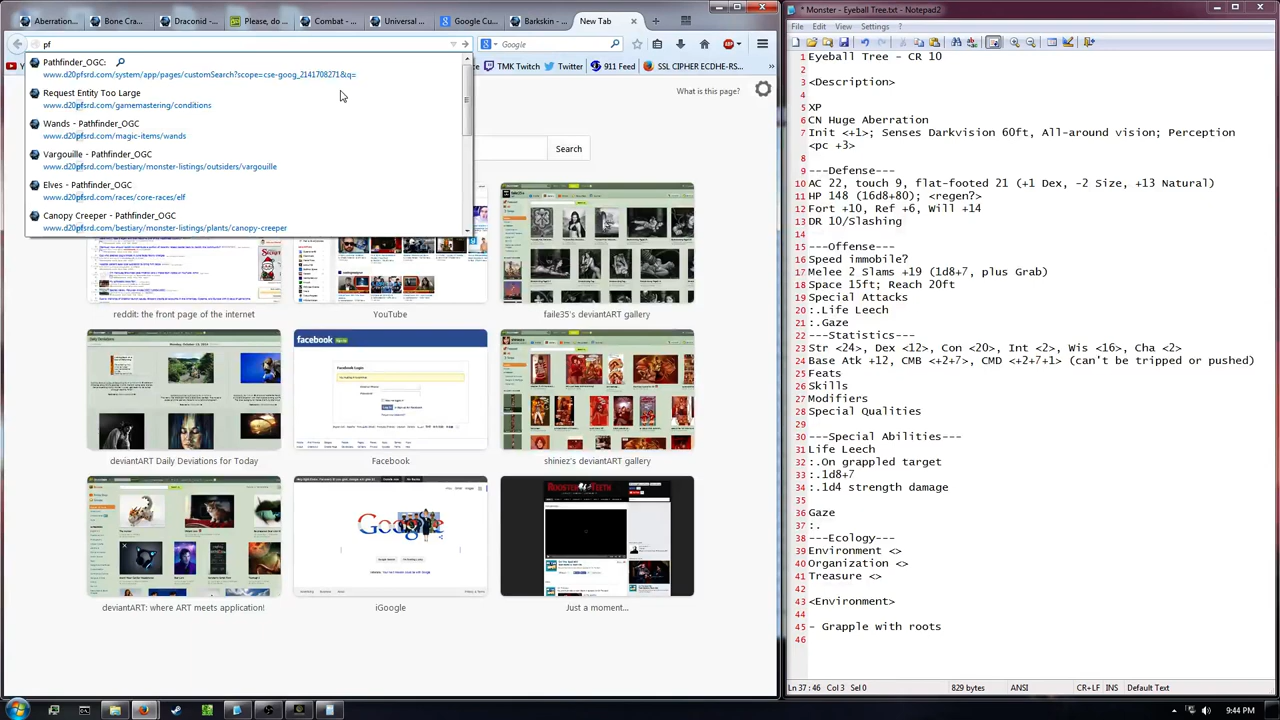 Aberration...
Bone Cra...
Draconid -...
Please, do ...
Combat - ...
Universal ...
Google Cu...
Barkskin - ...
New Tab
pf
Google
Pathfinder_OGC:
www.d20pfsrd.com/system/app/pages/customSearch?scope=cse-goog_2141708271&q=
Request Entity Too Large
www.d20pfsrd.com/gamemastering/conditions
Wands - Pathfinder_OGC
www.d20pfsrd.com/magic-items/wands
Vargouille - Pathfinder_OGC
www.d20pfsrd.com/bestiary/monster-listings/outsiders/vargouille
Elves - Pathfinder_OGC
www.d20pfsrd.com/races/core-races/elf
Canopy Creeper - Pathfinder_OGC
www.d20pfsrd.com/bestiary/monster-listings/plants/canopy-creeper
TMK Twitch
Twitter
911 Feed
SSL CIPHER ECDHE-...
What is this page?
Search
reddit: the front page of the internet
YouTube
faile35's deviantART gallery
facebook
deviantART Daily Deviations for Today
Facebook
shiniez's deviantART gallery
Google
ROOSTER TEETH
deviantART: where ART meets application!
iGoogle
Just a moment...
* Monster - Eyeball Tree.txt - Notepad2
File Edit View Settings ?
1 Eyeball Tree - CR 10
2
3 <Description>
4
5 XP
6 CN Huge Aberration
7 Init <+1>; Senses Darkvision 60ft, All-around vision; Perception
<pc +3>
8
9 ---Defense---
10 AC 22, touch 9, flat-footed 21 (+1 Dex, -2 Size, +13 Natural)
11 HP 148 (16d8+80); <regen?>
12 Fort +10, Ref +6, Will +14
13 DR 10/Slashing
14
15 ---Offense---
16 Speed Immobile?
17 Melee 2 Slams +19 (1d8+7, plus Grab)
18 Space 15ft; Reach 20ft
19 Special Attacks
20 :.Life Leech
21 :.Gaze
22 ---Statistics---
23 Str <24>, Dex <12>, Con <20>, Int <2>, Wis <16>, Cha <2>
24 Base Atk +12, CMB <+2+7>, CMD <+2+7+1> (can't be tripped or pushed)
25 Feats
26 Skills
27 Modifiers
28 Special Qualities
29
30 ---Special Abilities---
31 Life Leech
32 :.On grappled target
33 :.1d8+7
34 :.1d4 strength damage
35
36 Gaze
37 :.
38 ---Ecology---
39 Environment <>
40 Organization <>
41 Treasure <>
42
43 <Environment>
44
45 - Grapple with roots
46
Ln 37 : 46 Col 3 Sel 0
829 bytes
ANSI
CR+LF INS Default Text
9:44 PM